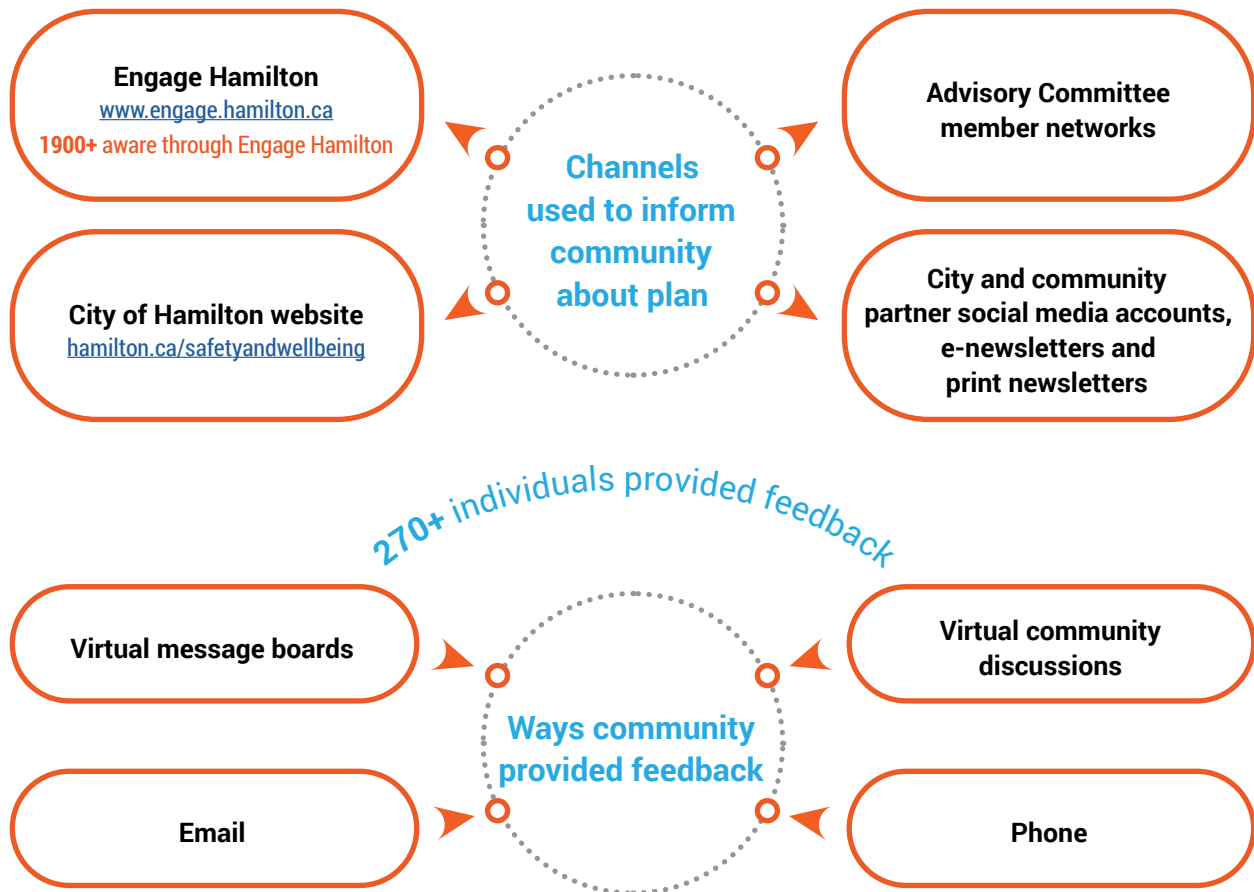 Engage Hamilton
www.engage.hamilton.ca
1900+ aware through Engage Hamilton
Advisory Committee
member networks
Channels
used to inform
community
about plan
City of Hamilton website
hamilton.ca/safetyandwellbeing
City and community
partner social media accounts,
e-newsletters and
print newsletters
270+ individuals provided feedback
Virtual message boards
Virtual community
discussions
Ways community
provided feedback
Email
Phone